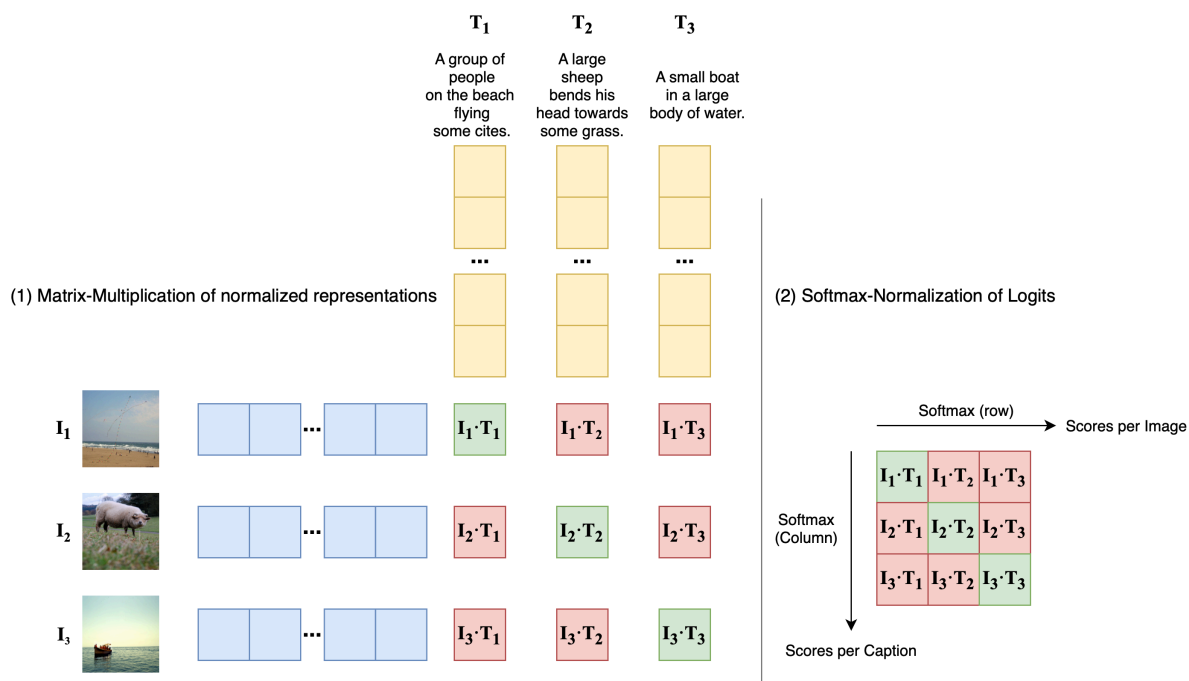 T1 T2 T3
A group of
people
on the beach
flying
some cites.
A large
sheep
bends his
head towards
some grass.
A small boat
in a large
body of water.
...
...
...
(1) Matrix-Multiplication of normalized representations
I1
...
I1·T1 I1·T2 I1·T3
I2
...
I2·T1 I2·T2 I2·T3
I3
...
I3·T1 I3·T2 I3·T3
(2) Softmax-Normalization of Logits
Softmax (row)
Scores per Image
Softmax
(Column)
I1·T1 I1·T2 I1·T3
I2·T1 I2·T2 I2·T3
I3·T1 I3·T2 I3·T3
Scores per Caption